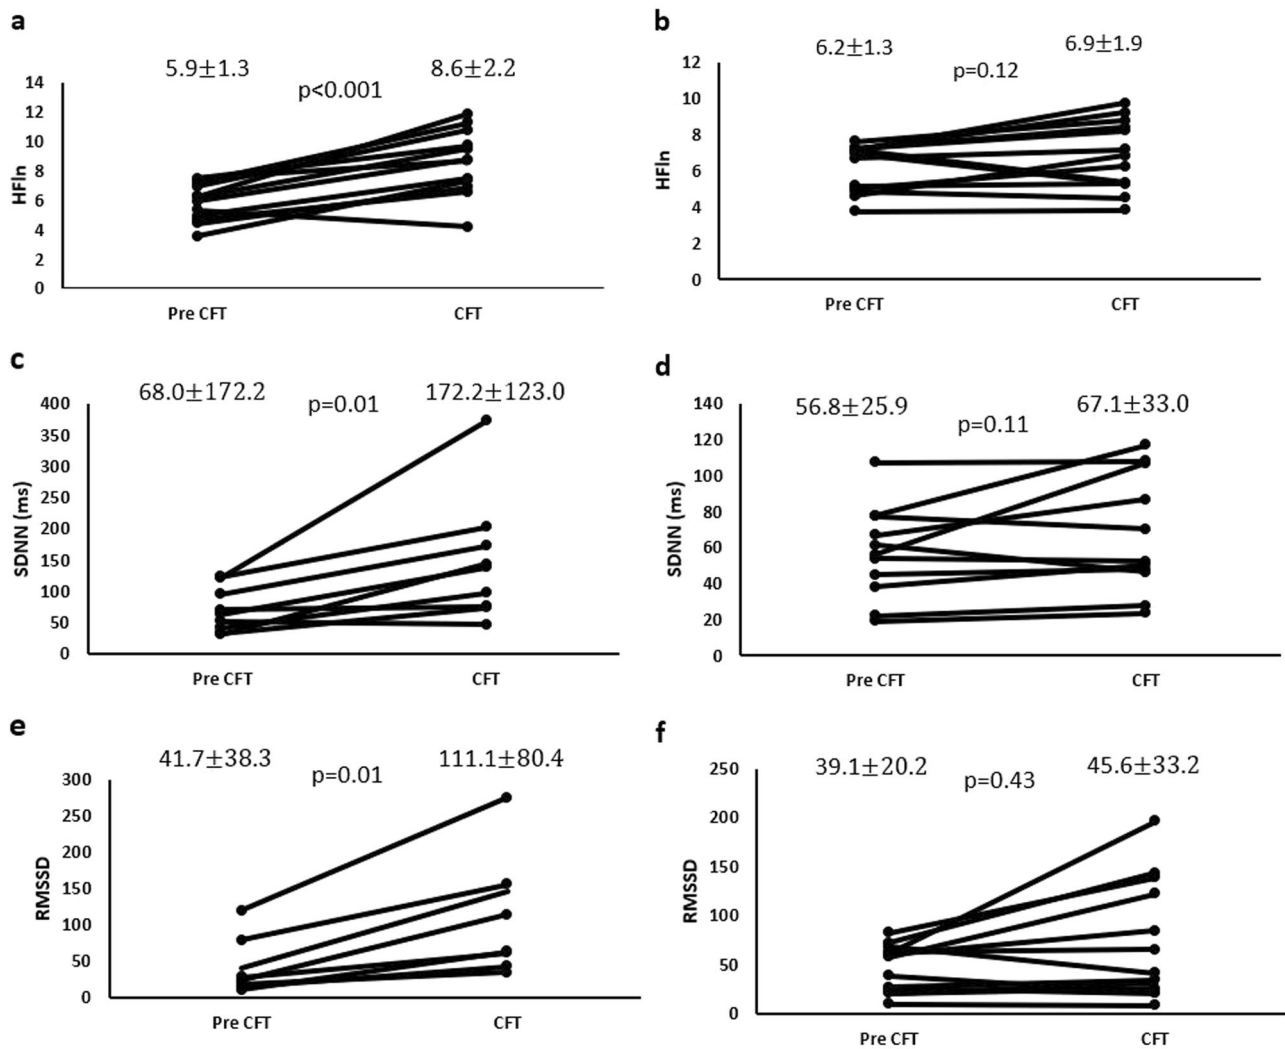 a
5.9±1.3
8.6±2.2
p<0.001
14
12
10
8
6
4
2
0
HFln
Pre CFT
CFT
b
6.2±1.3
6.9±1.9
p=0.12
12
10
8
6
4
2
0
HFln
Pre CFT
CFT
c
68.0±172.2
172.2±123.0
p=0.01
400
350
300
250
200
150
100
50
0
SDNN (ms)
Pre CFT
CFT
d
56.8±25.9
67.1±33.0
p=0.11
140
120
100
80
60
40
20
0
SDNN (ms)
Pre CFT
CFT
e
41.7±38.3
111.1±80.4
p=0.01
300
250
200
150
100
50
0
RMSSD
Pre CFT
CFT
f
39.1±20.2
45.6±33.2
p=0.43
250
200
150
100
50
0
RMSSD
Pre CFT
CFT